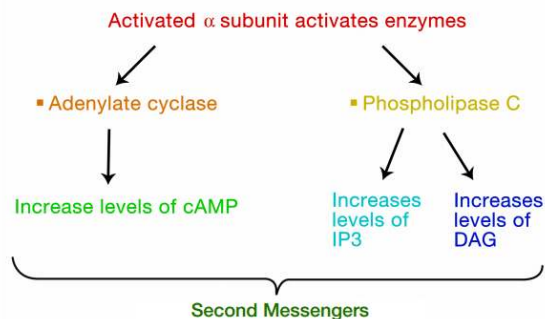 Activated α subunit activates enzymes
▪ Adenylate cyclase
▪ Phospholipase C
Increase levels of cAMP
Increases
levels of
IP3
Increases
levels of
DAG
Second Messengers